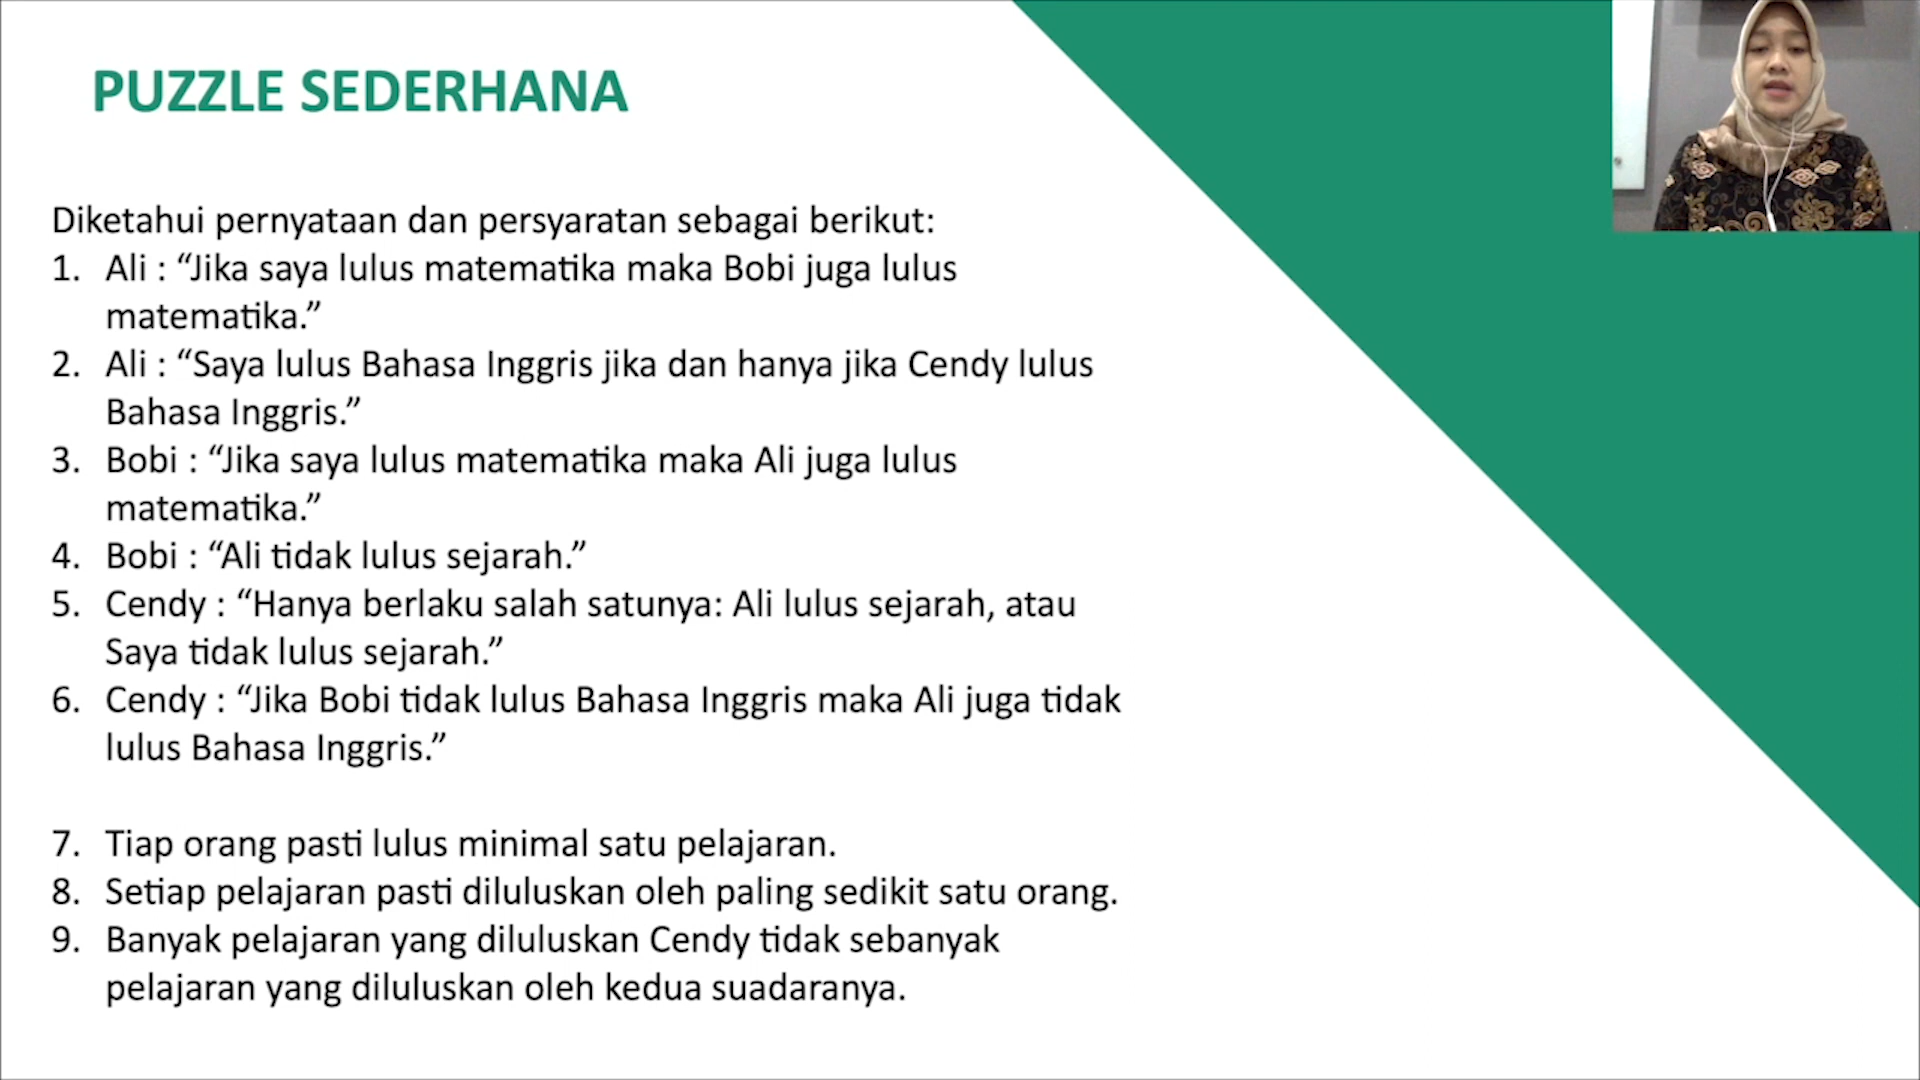 PUZZLE SEDERHANA
Diketahui pernyataan dan persyaratan sebagai berikut:
1. Ali : “Jika saya lulus matematika maka Bobi juga lulus
matematika.”
2. Ali : “Saya lulus Bahasa Inggris jika dan hanya jika Cendy lulus
Bahasa Inggris.”
3. Bobi : “Jika saya lulus matematika maka Ali juga lulus
matematika.”
4. Bobi : “Ali tidak lulus sejarah.”
5. Cendy : “Hanya berlaku salah satunya: Ali lulus sejarah, atau
Saya tidak lulus sejarah.”
6. Cendy : “Jika Bobi tidak lulus Bahasa Inggris maka Ali juga tidak
lulus Bahasa Inggris.”
7. Tiap orang pasti lulus minimal satu pelajaran.
8. Setiap pelajaran pasti diluluskan oleh paling sedikit satu orang.
9. Banyak pelajaran yang diluluskan Cendy tidak sebanyak
pelajaran yang diluluskan oleh kedua suadaranya.